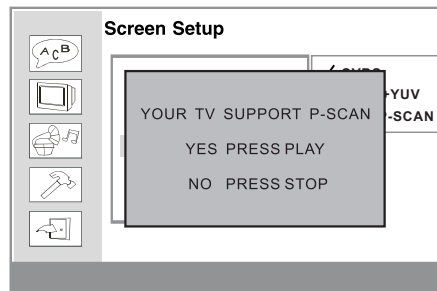 Screen Setup
A C B
+YUV
-SCAN
YOUR TV SUPPORT P-SCAN
YES PRESS PLAY
NO PRESS STOP